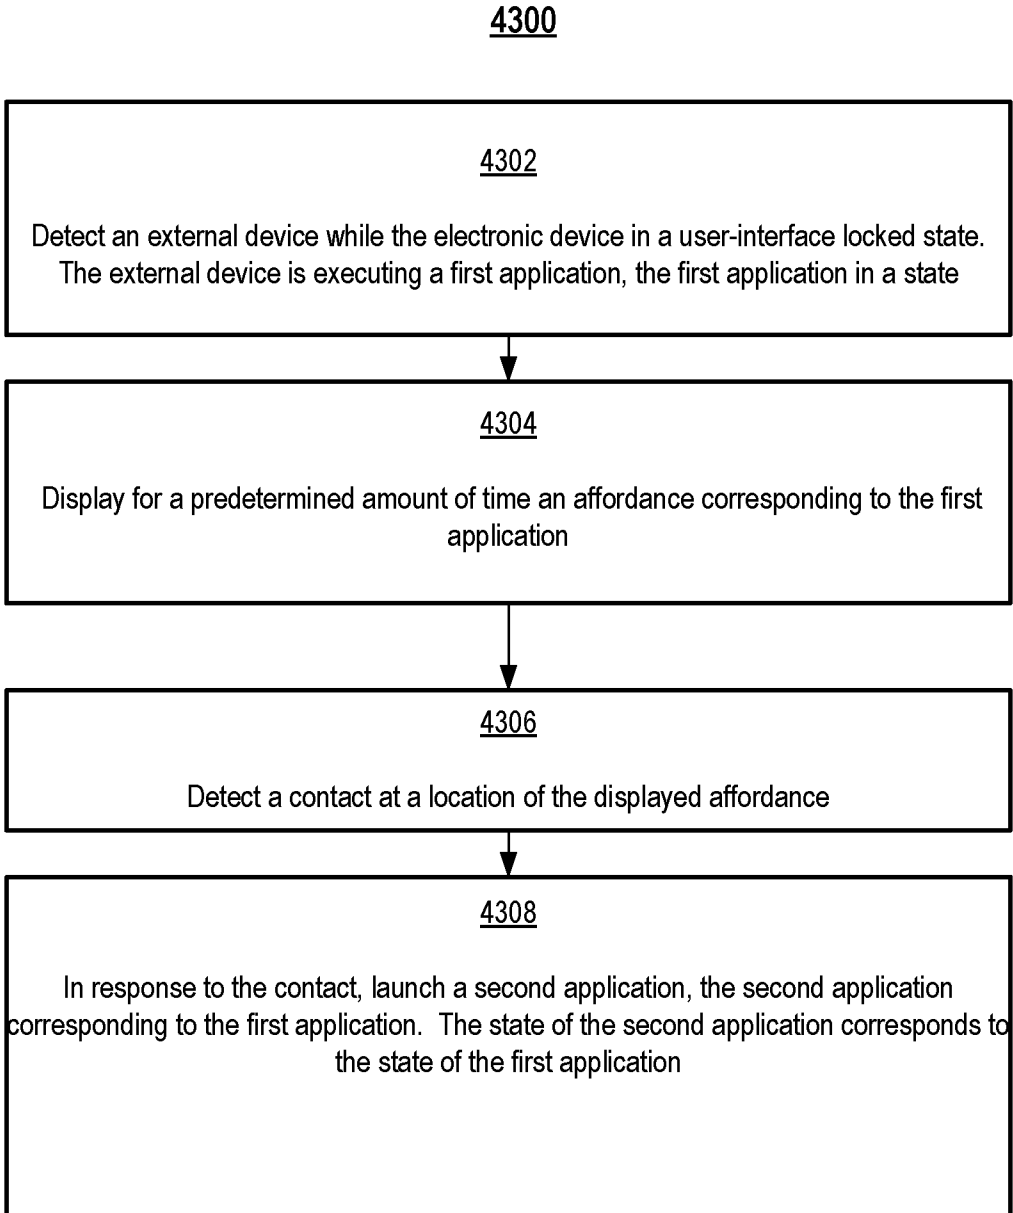 4300
4302
Detect an external device while the electronic device in a user-interface locked state.
The external device is executing a first application, the first application in a state
4304
Display for a predetermined amount of time an affordance corresponding to the first
application
4306
Detect a contact at a location of the displayed affordance
4308
In response to the contact, launch a second application, the second application
corresponding to the first application.  The state of the second application corresponds to
the state of the first application